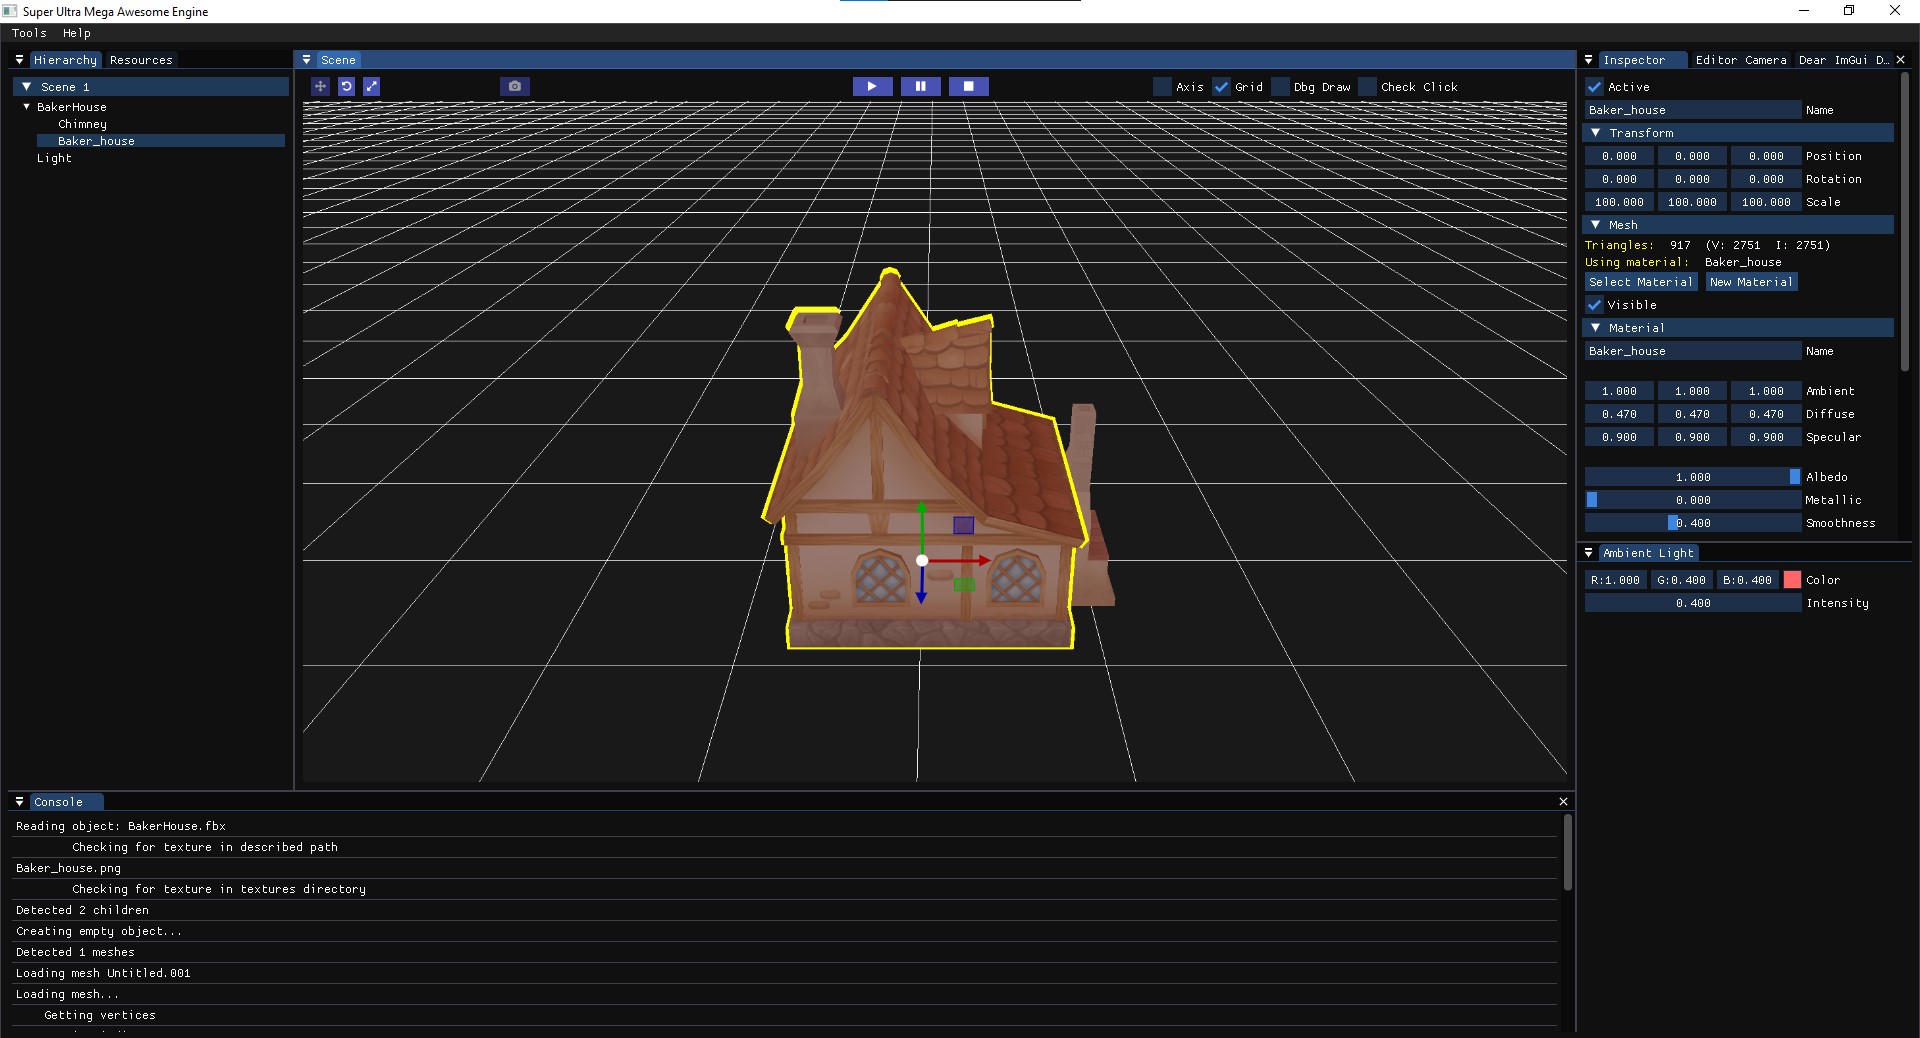 Super Ultra Mega Awesome Engine
Tools Help
Hierarchy Resources
Scene 1
BakerHouse
Chimney
Baker_house
Light
Scene
Axis Grid Dbg Draw Check Click
Inspector Editor Camera Dear ImGui D…
Active
Baker_house Name
Transform
0.000 0.000 0.000 Position
0.000 0.000 0.000 Rotation
100.000 100.000 100.000 Scale
Mesh
Triangles: 917 (V: 2751 I: 2751)
Using material: Baker_house
Select Material New Material
Visible
Material
Baker_house Name
1.000 1.000 1.000 Ambient
0.470 0.470 0.470 Diffuse
0.900 0.900 0.900 Specular
1.000 Albedo
0.000 Metallic
0.400 Smoothness
Ambient Light
R:1.000 G:0.400 B:0.400 Color
0.400 Intensity
Console
Reading object: BakerHouse.fbx
Checking for texture in described path
Baker_house.png
Checking for texture in textures directory
Detected 2 children
Creating empty object...
Detected 1 meshes
Loading mesh Untitled.001
Loading mesh...
Getting vertices